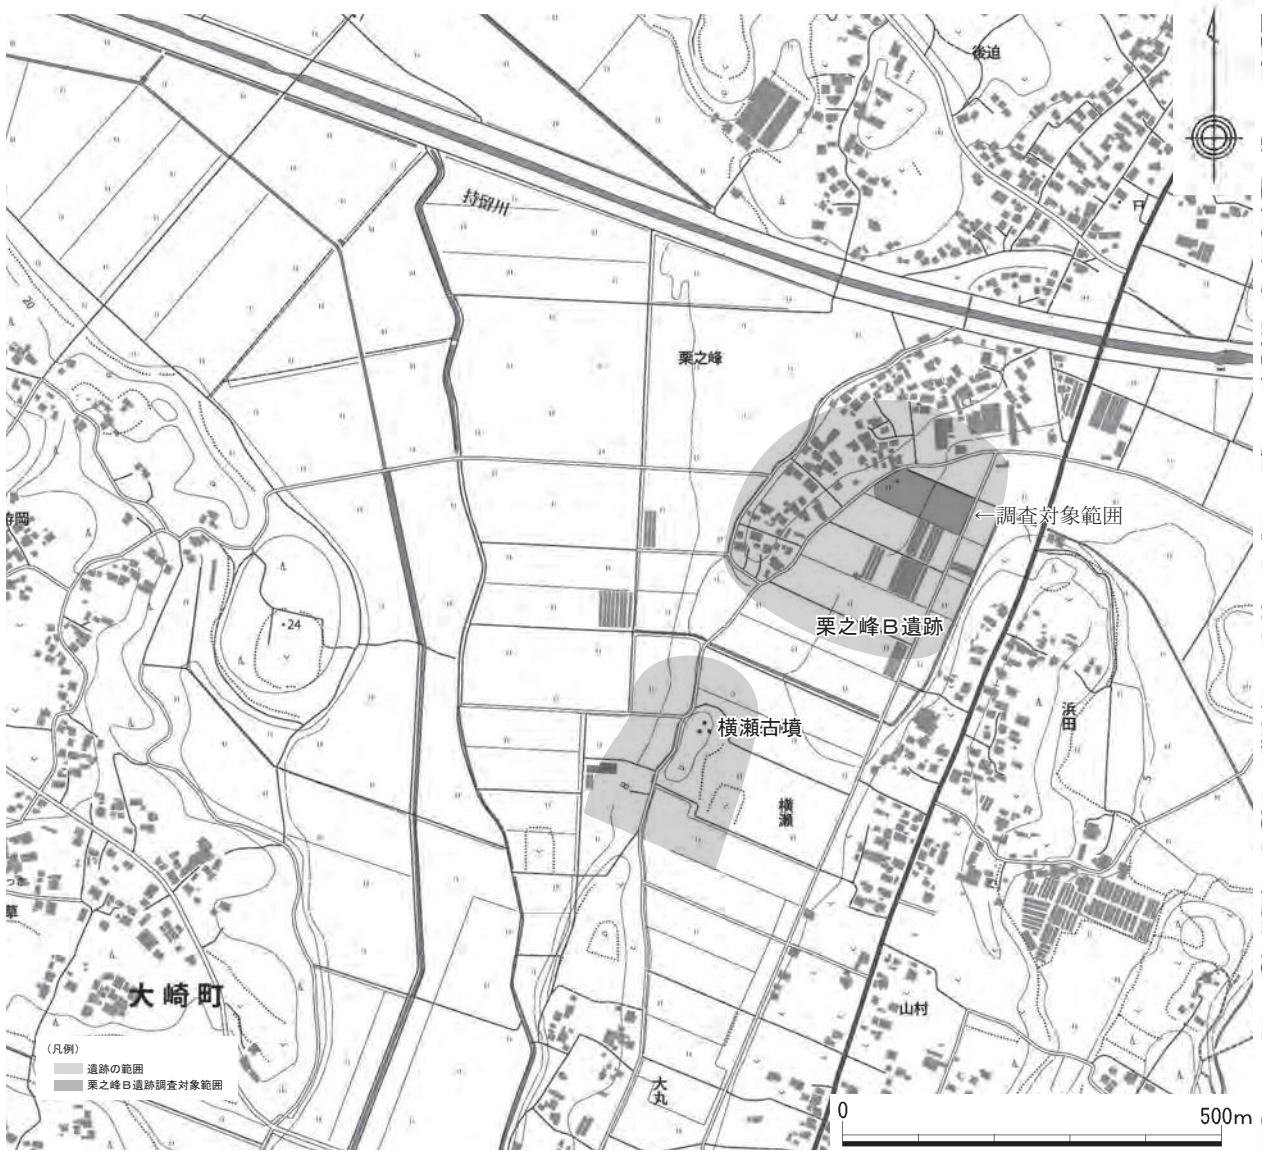 後迫
持留川
20
栗之峰
←調査対象範囲
・24
栗之峰B遺跡
浜田
横瀬古墳
横瀬
5
草
大崎町
山村
大丸
(凡例)
遺跡の範囲
栗之峰B遺跡調査対象範囲
0 500m